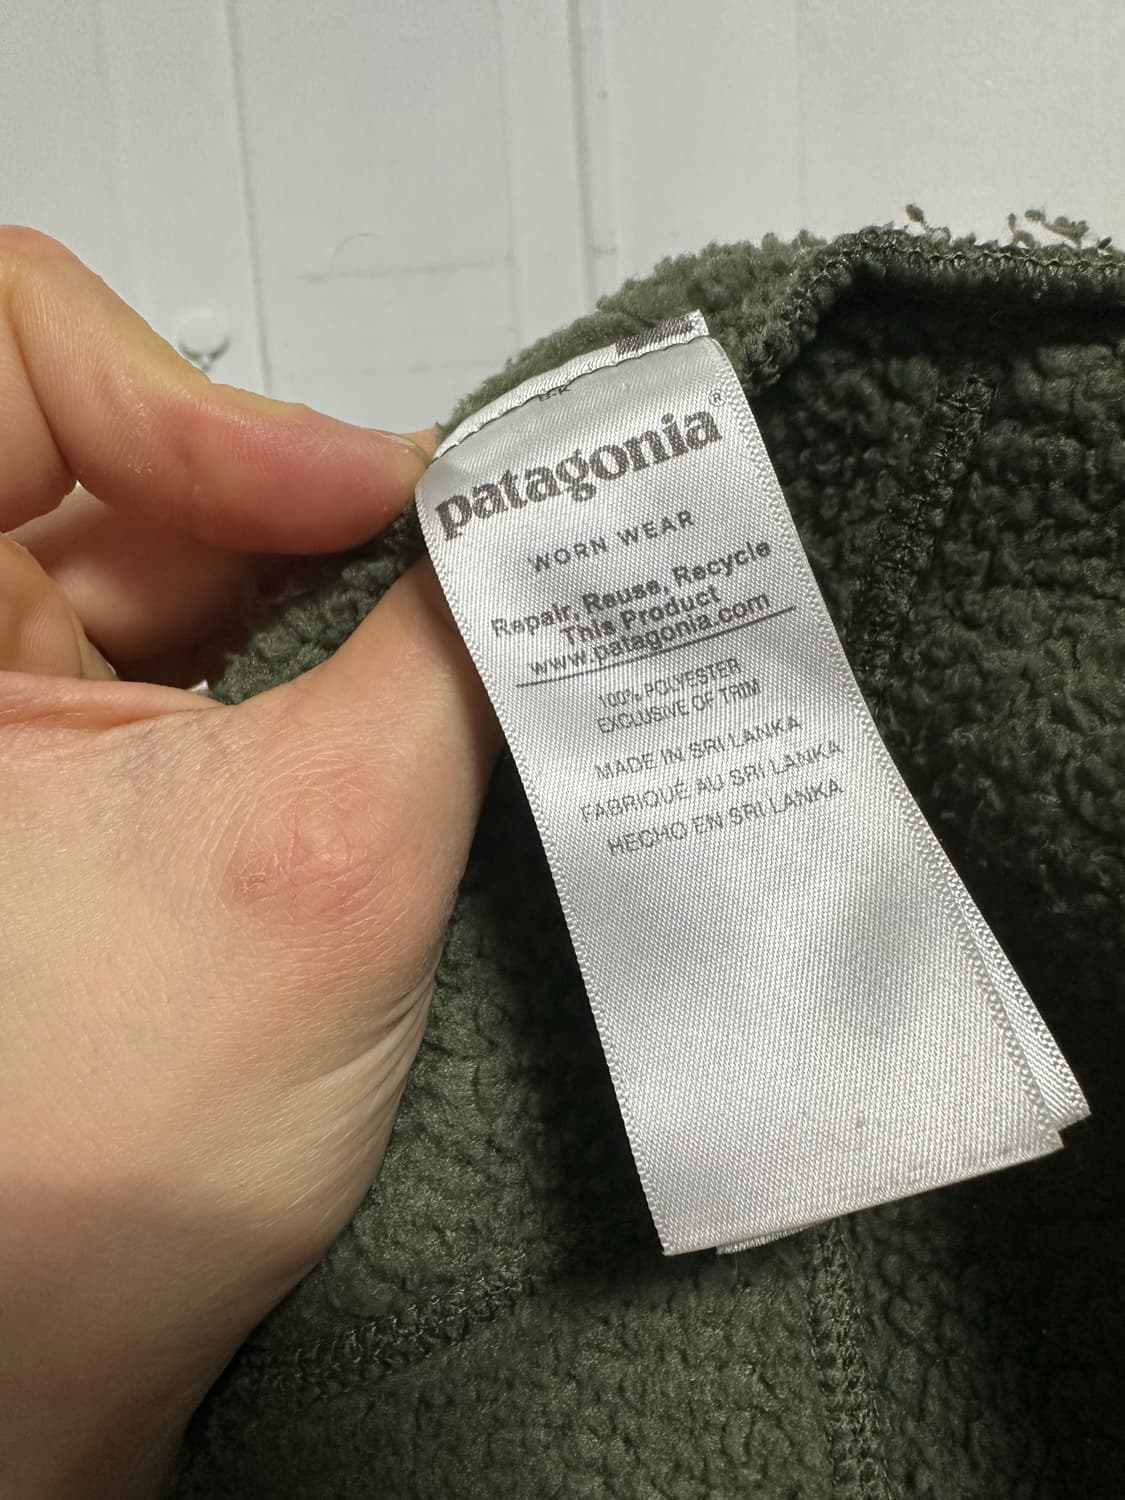 patagonia®
WORN WEAR
Repair, Reuse, Recycle
This Product
www.patagonia.com
100% POLYESTER
EXCLUSIVE OF TRIM
MADE IN SRI LANKA
FABRIQUÉ AU SRI LANKA
HECHO EN SRI LANKA